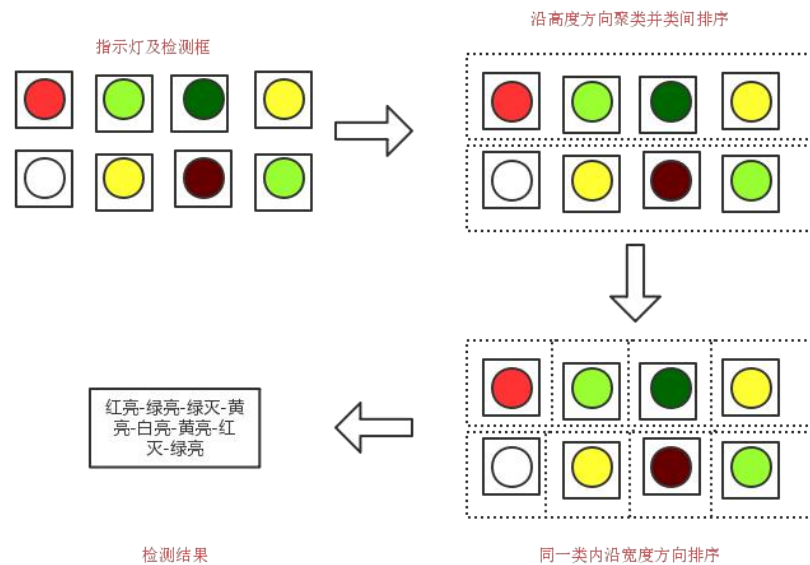 指示灯及检测框
沿高度方向聚类并类间排序
红亮-绿亮-绿灭-黄
亮-白亮-黄亮-红
灭-绿亮
检测结果
同一类内沿宽度方向排序